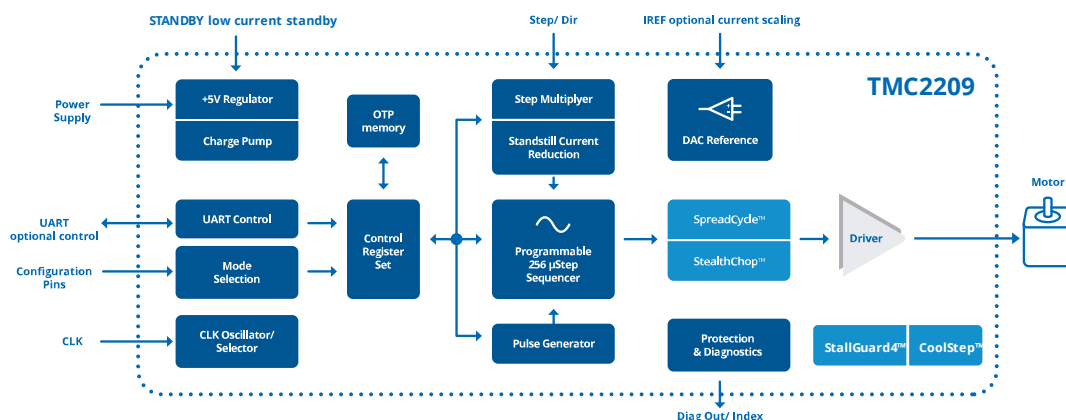 STANDBY low current standby
Step/ Dir
IREF optional current scaling
TMC2209
Power
Supply
+5V Regulator
Charge Pump
OTP
memory
Step Multiplyer
Standstill Current
Reduction
DAC Reference
Motor
UART
optional control
UART Control
Configuration
Pins
Mode
Selection
Control
Register
Set
Programmable
256 µStep
Sequencer
SpreadCycle™
StealthChop™
Driver
CLK
CLK Oscillator/
Selector
Pulse Generator
Protection
& Diagnostics
StallGuard4™
CoolStep™
Diag Out/ Index